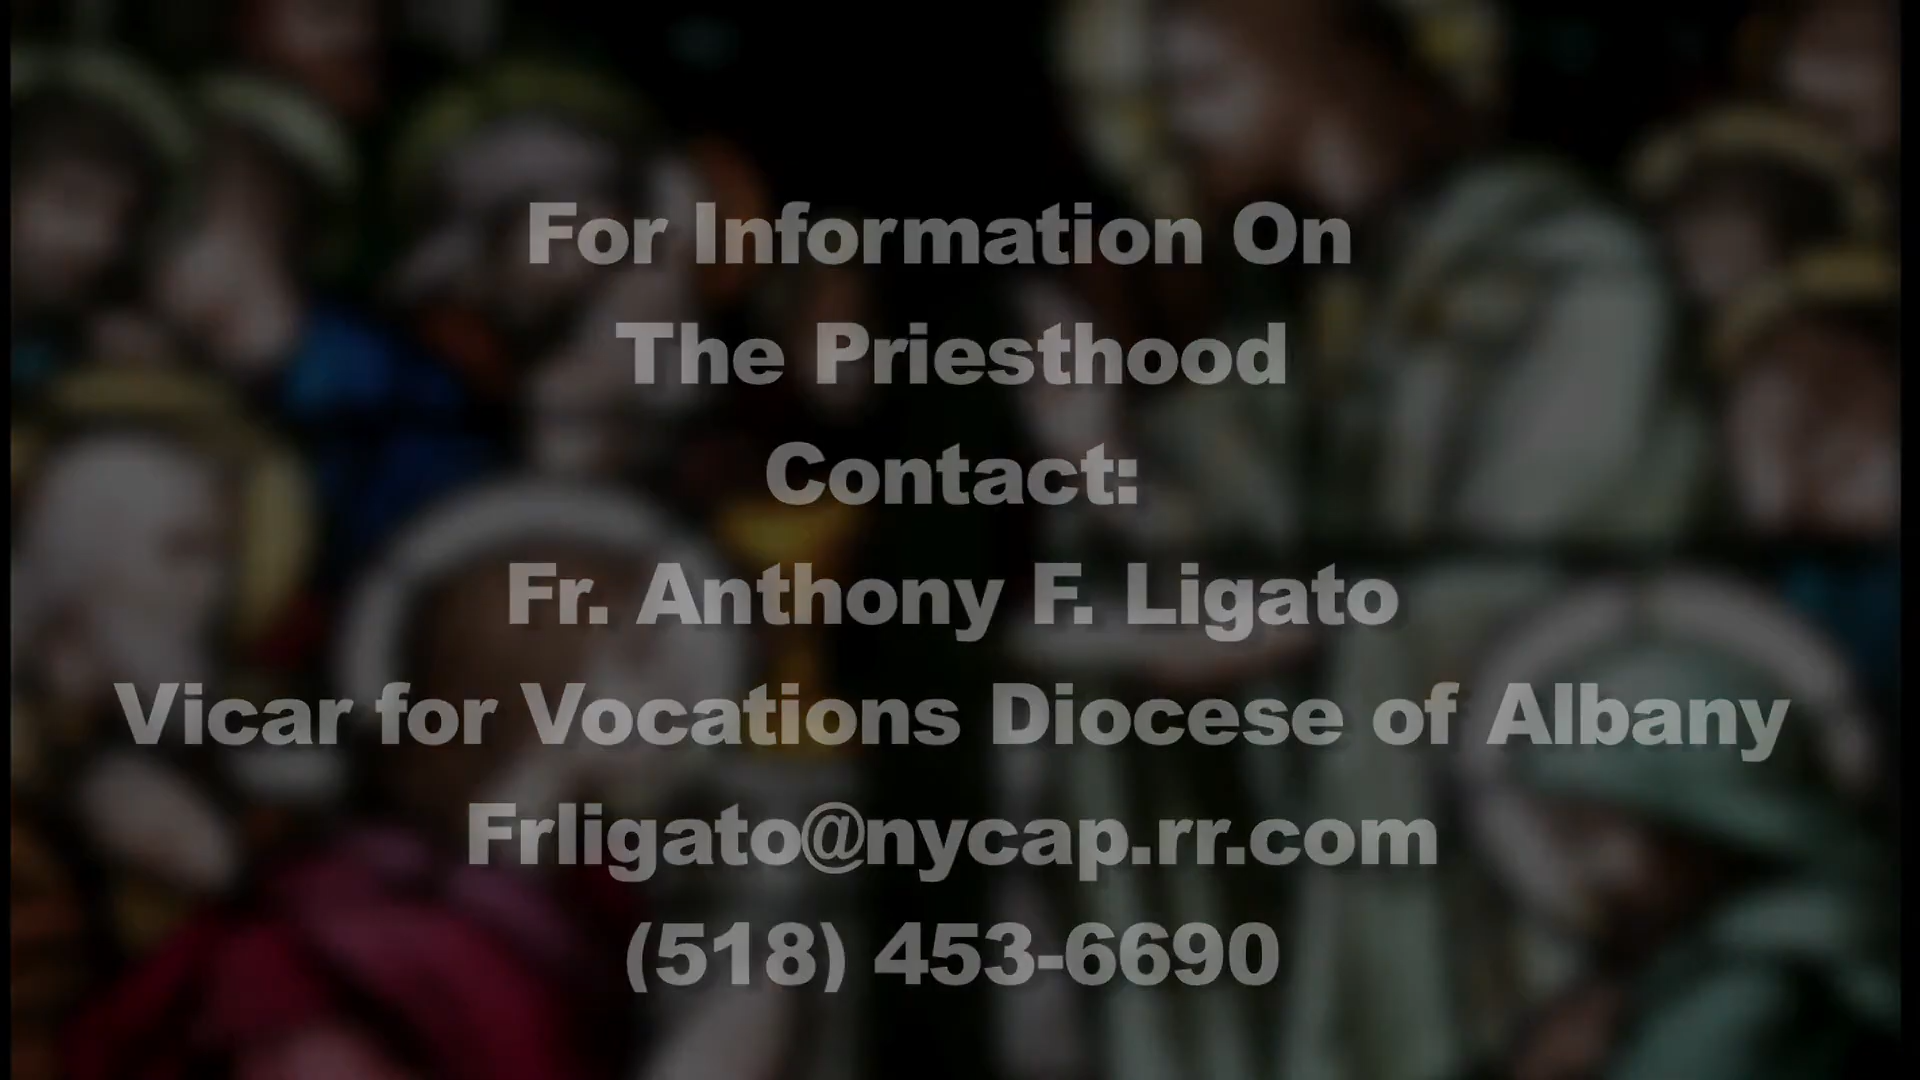 For Information On
The Priesthood
Contact:
Fr. Anthony F. Ligato
Vicar for Vocations Diocese of Albany
Frligato@nycap.rr.com
(518) 453-6690